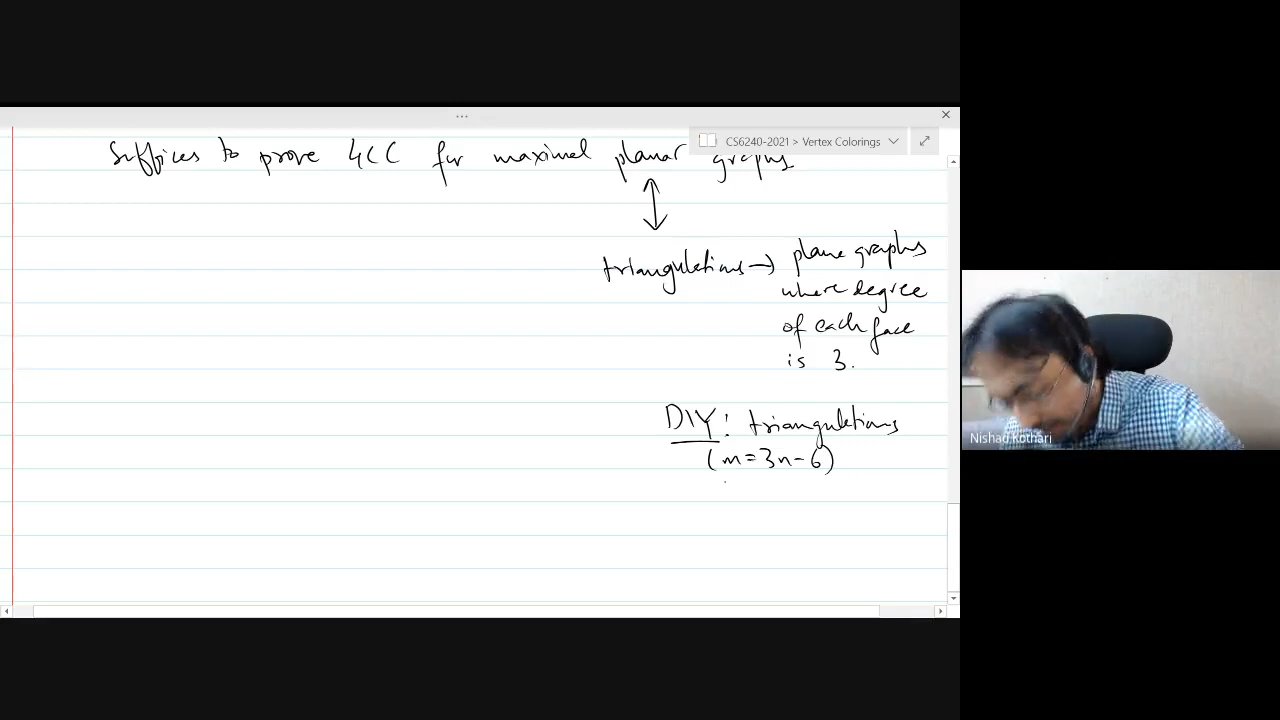 CS6240-2021 > Vertex Colorings
Suffices to prove 4CC for maximal planar graphs
triangulations → plane graphs
where degree
of each face
is 3.
DIY: triangulations
(m=3n-6)
Nishad Kothari